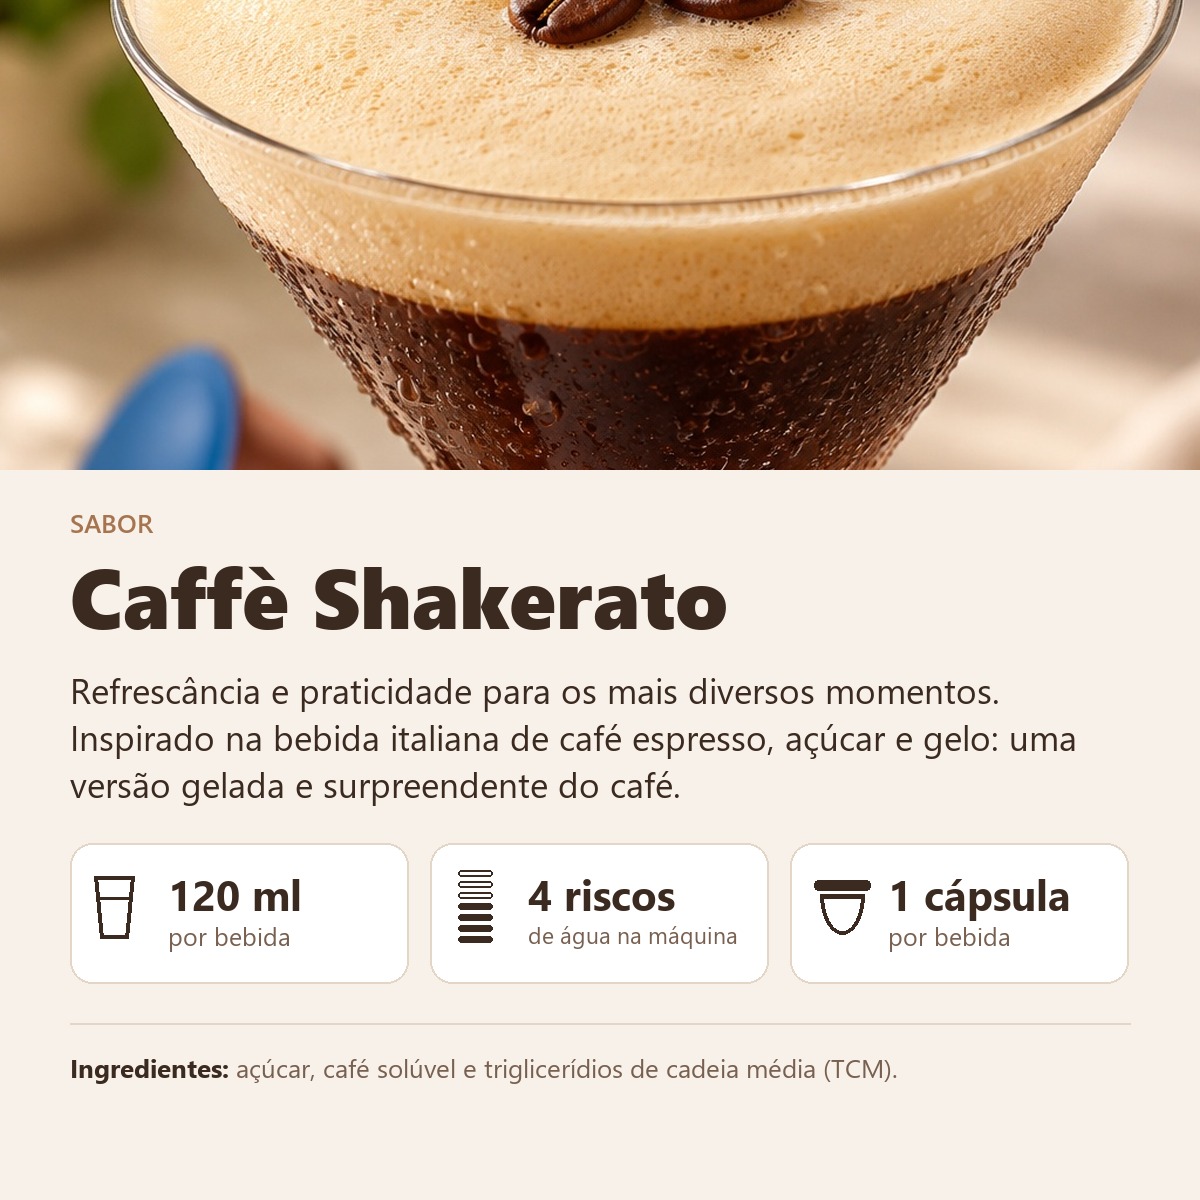 SABOR
Caffè Shakerato
Refrescância e praticidade para os mais diversos momentos.
Inspirado na bebida italiana de café espresso, açúcar e gelo: uma
versão gelada e surpreendente do café.
120 ml
por bebida
4 riscos
de água na máquina
1 cápsula
por bebida
Ingredientes: açúcar, café solúvel e triglicerídios de cadeia média (TCM).